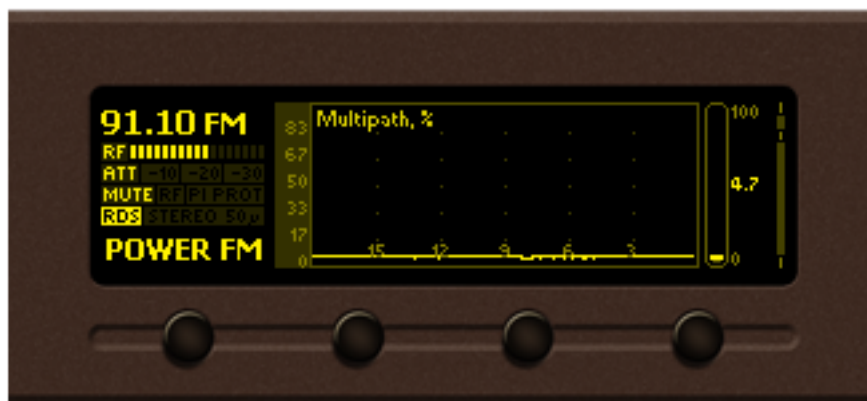 91.10 FM
RF
ATT -10 -20 -30
MUTE RF PI PROT
RDS STEREO 50 µ
POWER FM
Multipath, %
83
67
50
33
17
0
15 12 9 6 3
100
4.7
0